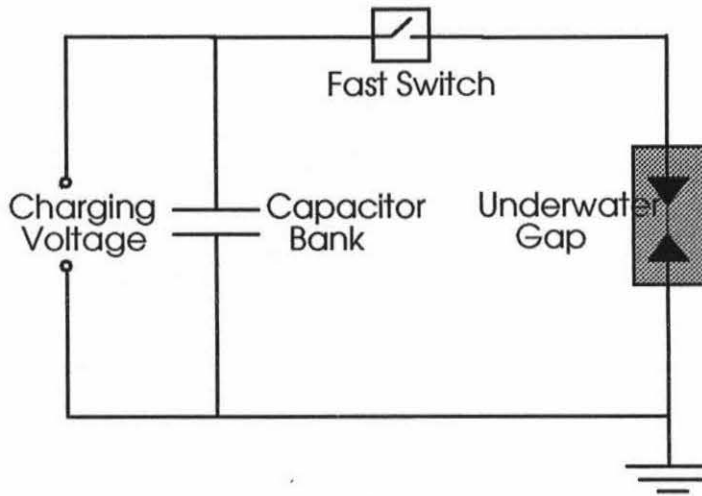 Fast Switch
Charging
Voltage
Capacitor
Bank
Underwater
Gap